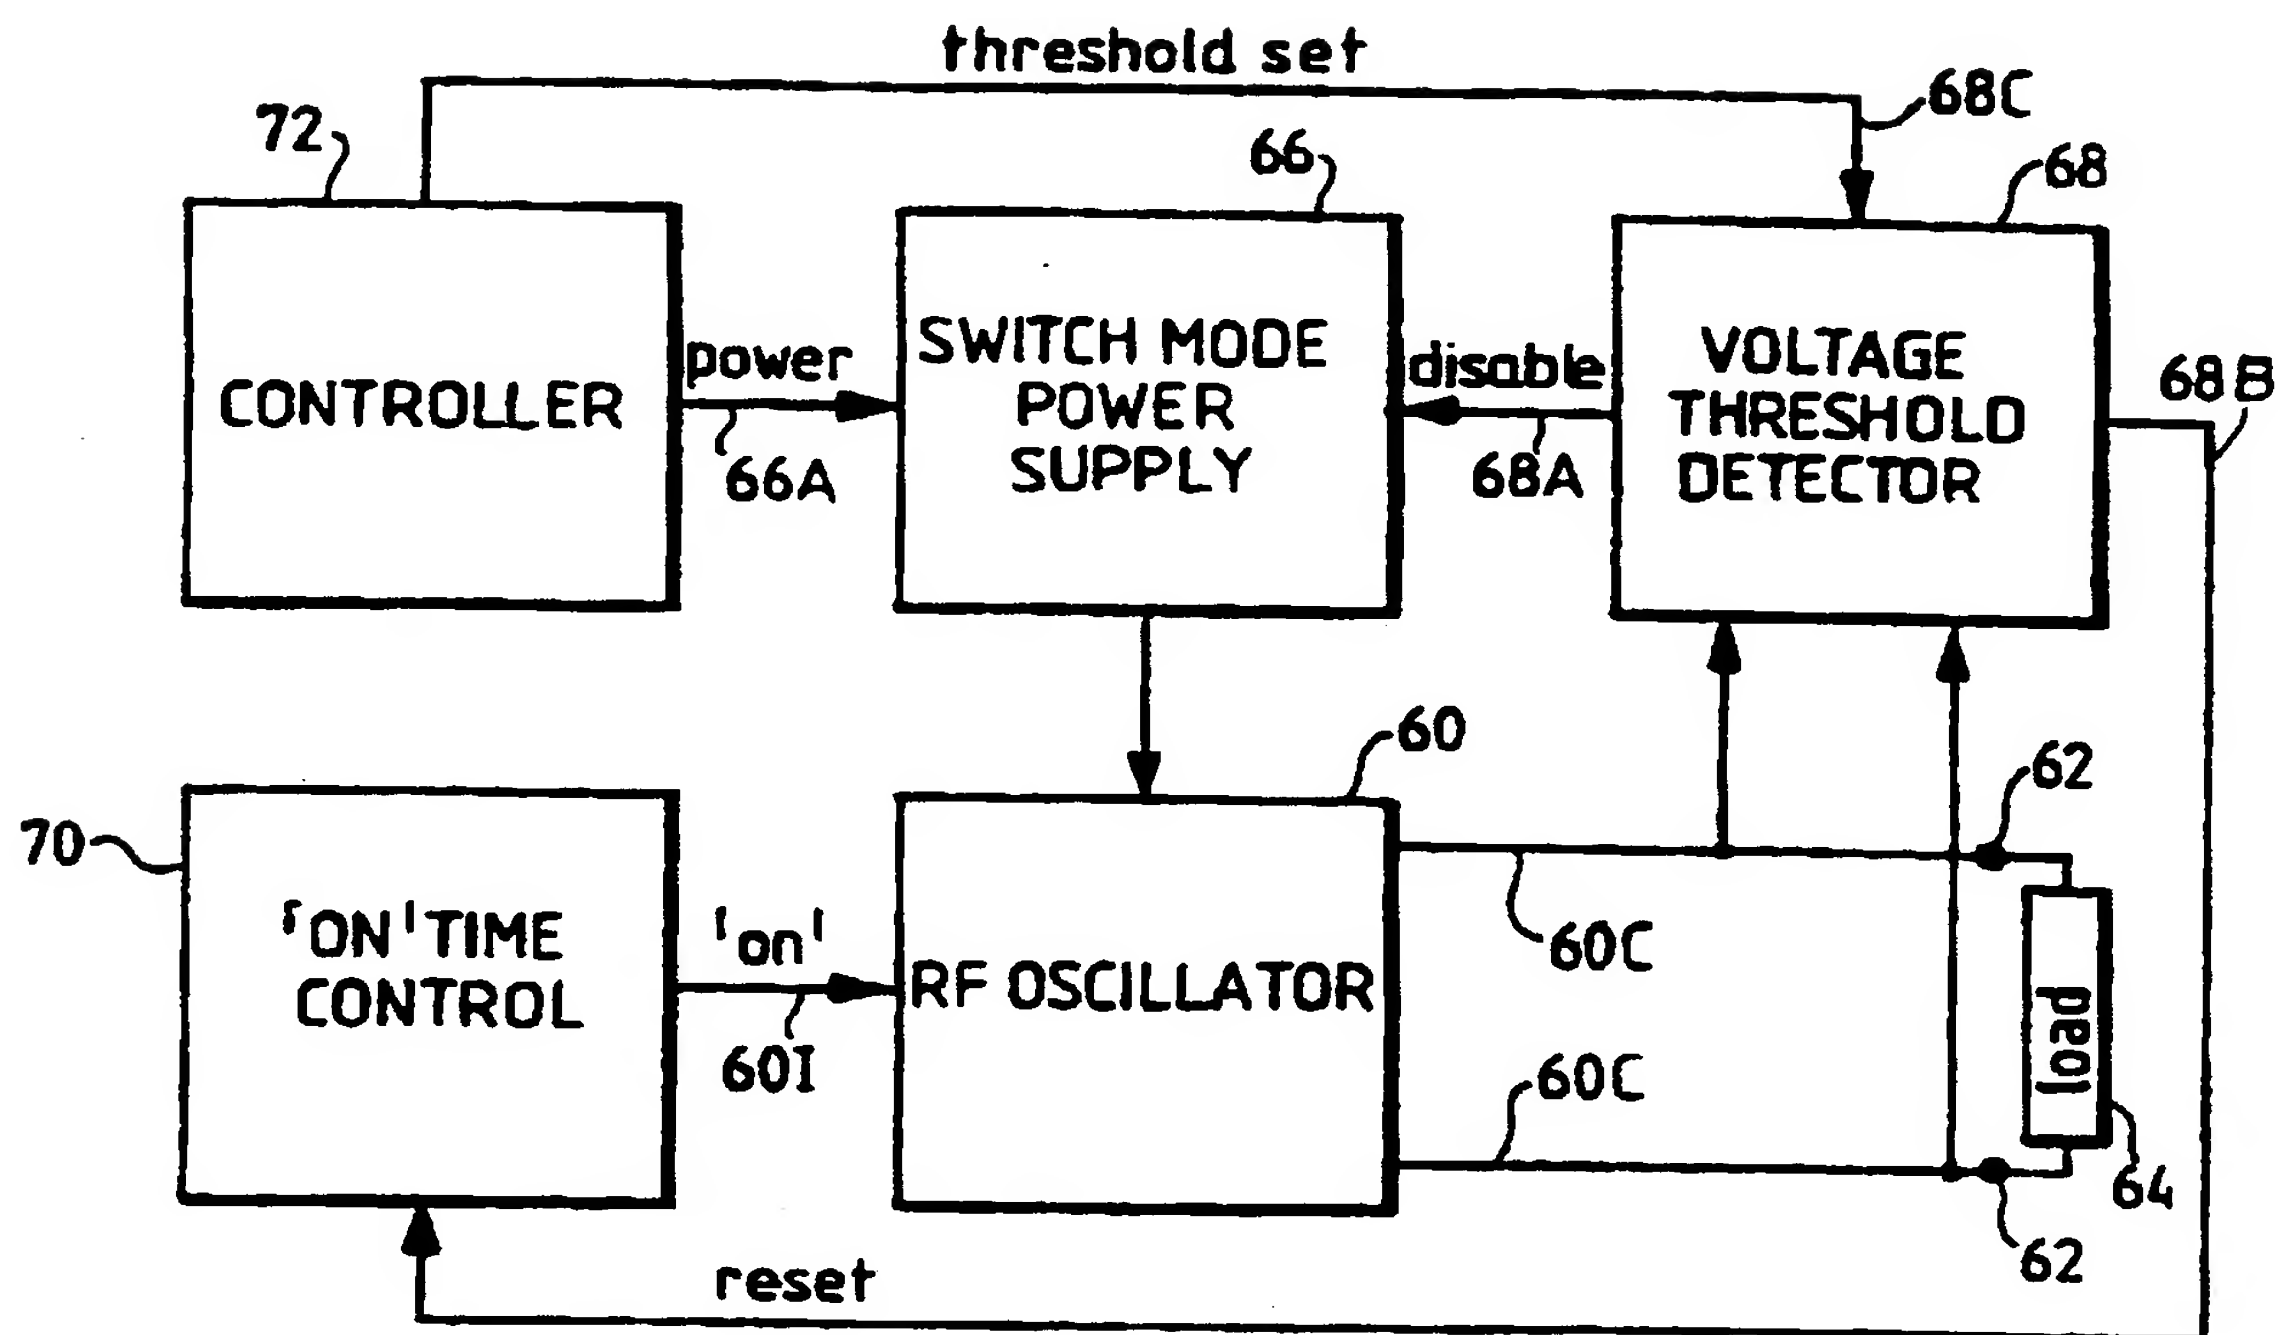 threshold set
68C
72
66
68
CONTROLLER
power
66A
SWITCH MODE
POWER
SUPPLY
disable
68A
VOLTAGE
THRESHOLD
DETECTOR
68B
60
62
70
'ON' TIME
CONTROL
'on'
60I
RF OSCILLATOR
60C
60C
load
64
62
reset